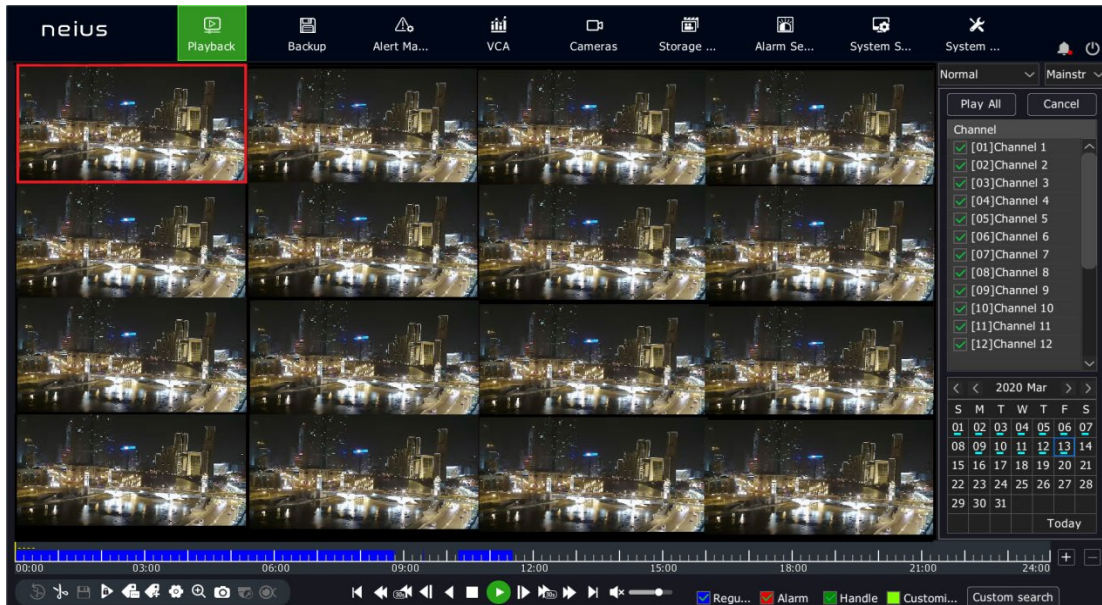 neius
Playback
Backup
Alert Ma...
VCA
Cameras
Storage ...
Alarm Se...
System S...
System ...
Normal
Mainstr
Play All
Cancel
Channel
[01]Channel 1
[02]Channel 2
[03]Channel 3
[04]Channel 4
[05]Channel 5
[06]Channel 6
[07]Channel 7
[08]Channel 8
[09]Channel 9
[10]Channel 10
[11]Channel 11
[12]Channel 12
< < 2020 Mar > >
S M T W T F S
01 02 03 04 05 06 07
08 09 10 11 12 13 14
15 16 17 18 19 20 21
22 23 24 25 26 27 28
29 30 31
Today
00:00 03:00 06:00 09:00 12:00 15:00 18:00 21:00 24:00
30s 30s
Regu... Alarm Handle Customi... Custom search